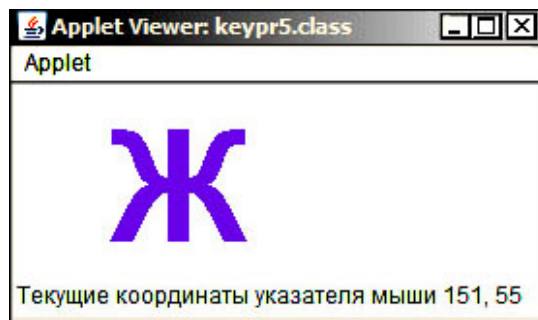 Applet Viewer: keypr5.class
Applet
Ж
Текущие координаты указателя мыши 151, 55